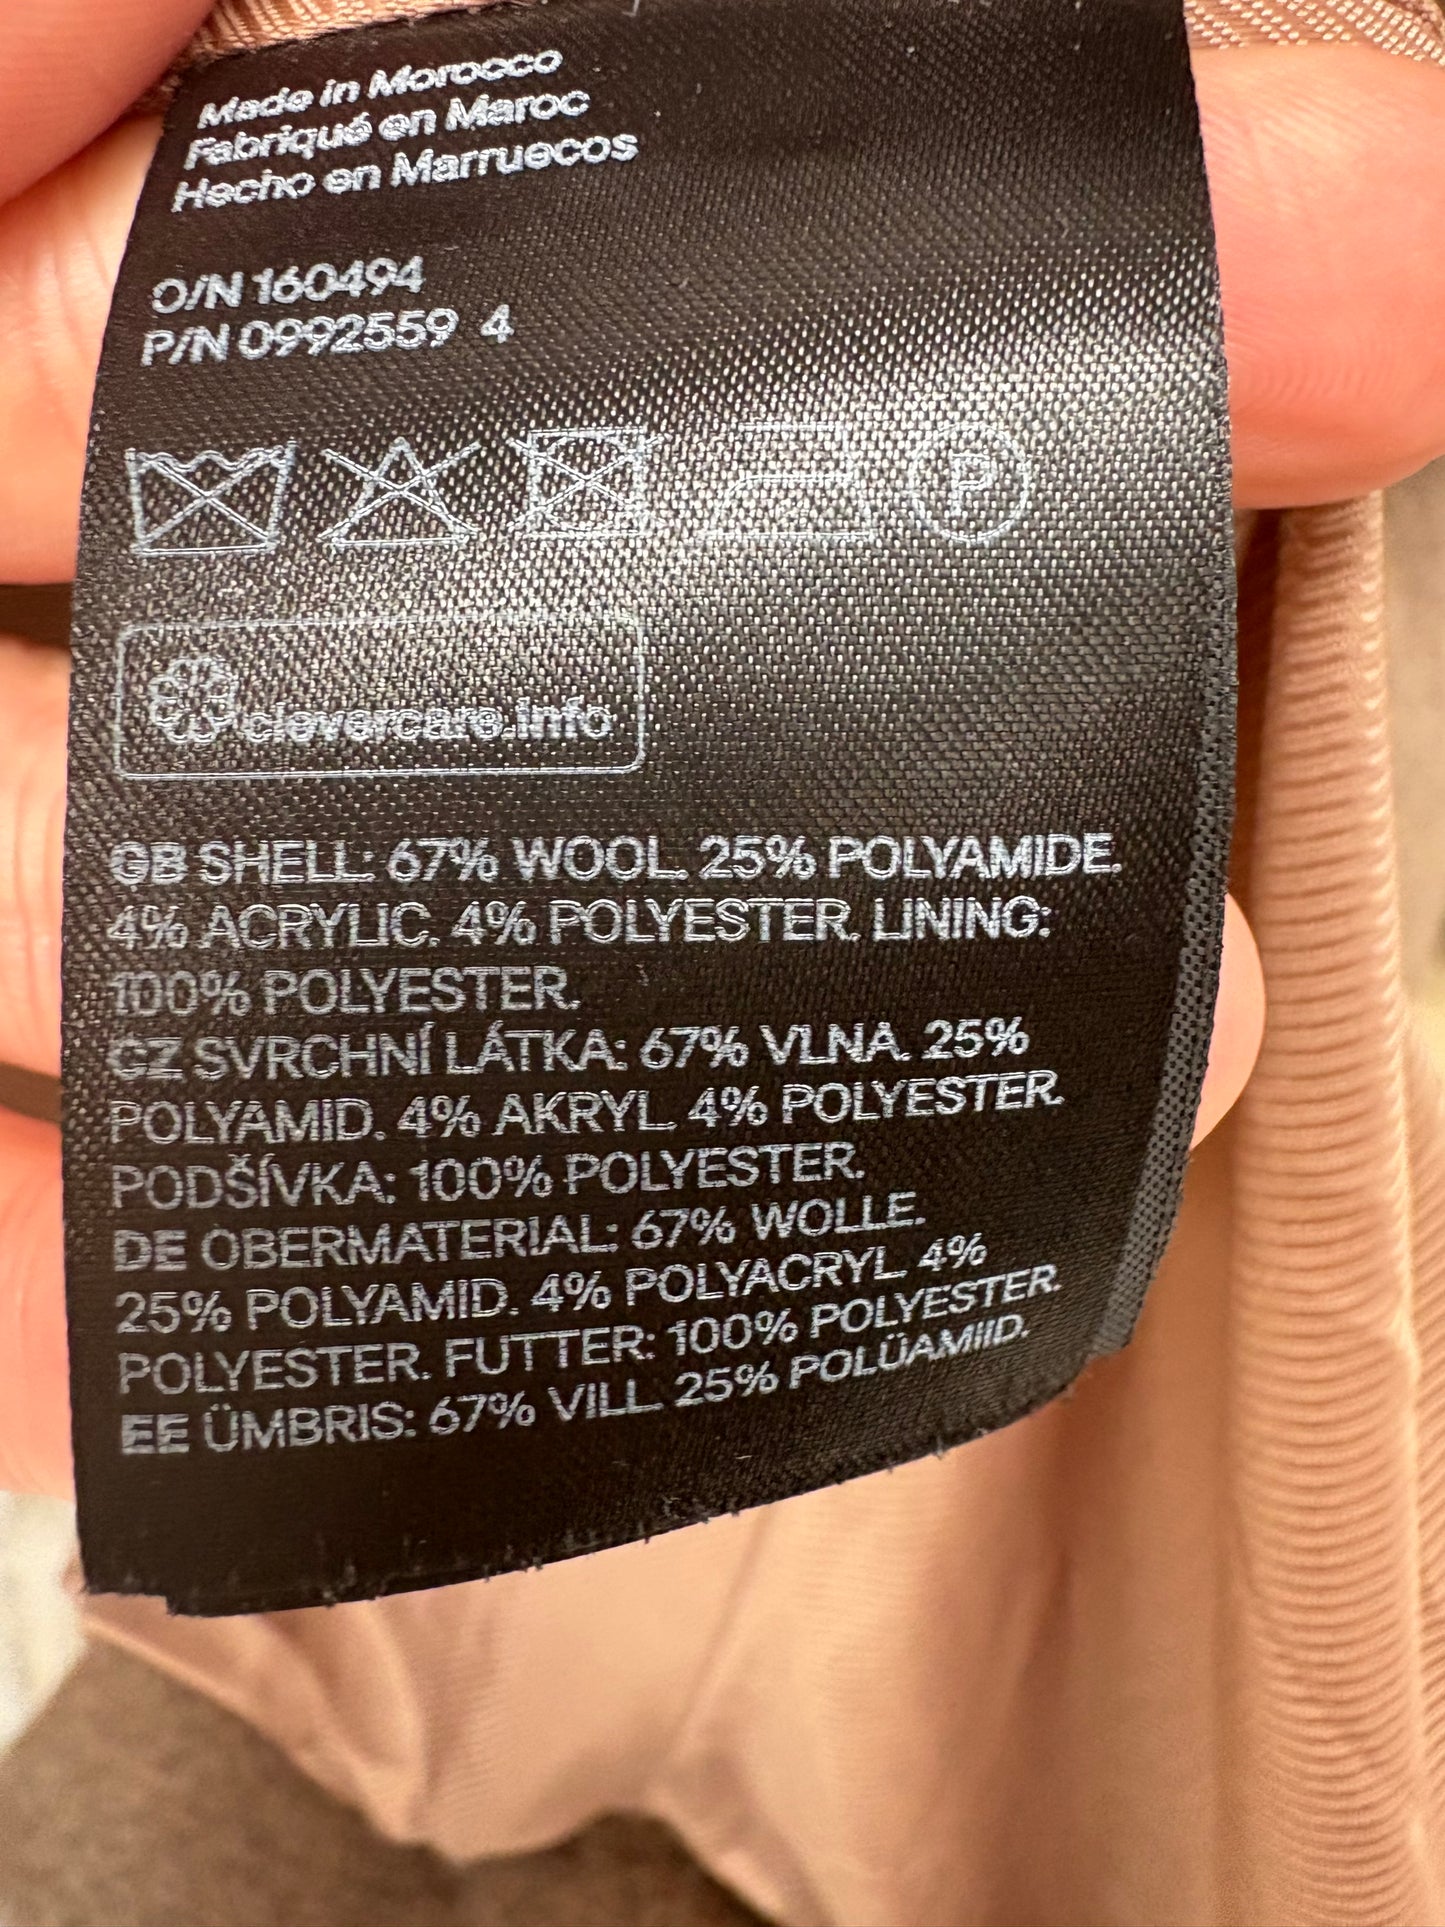 Made in Morocco
Fabriqué en Maroc
Hecho en Marruecos
O/N 160494
P/N 0992559 4
P
clevercare.info
GB SHELL: 67% WOOL. 25% POLYAMIDE.
4% ACRYLIC. 4% POLYESTER. LINING:
100% POLYESTER.
CZ SVRCHNÍ LÁTKA: 67% VLNA. 25%
POLYAMID. 4% AKRYL. 4% POLYESTER.
PODŠÍVKA: 100% POLYESTER.
DE OBERMATERIAL: 67% WOLLE.
25% POLYAMID. 4% POLYACRYL. 4%
POLYESTER. FUTTER: 100% POLYESTER.
EE ÜMBRIS: 67% VILL. 25% POLÜAMIID.